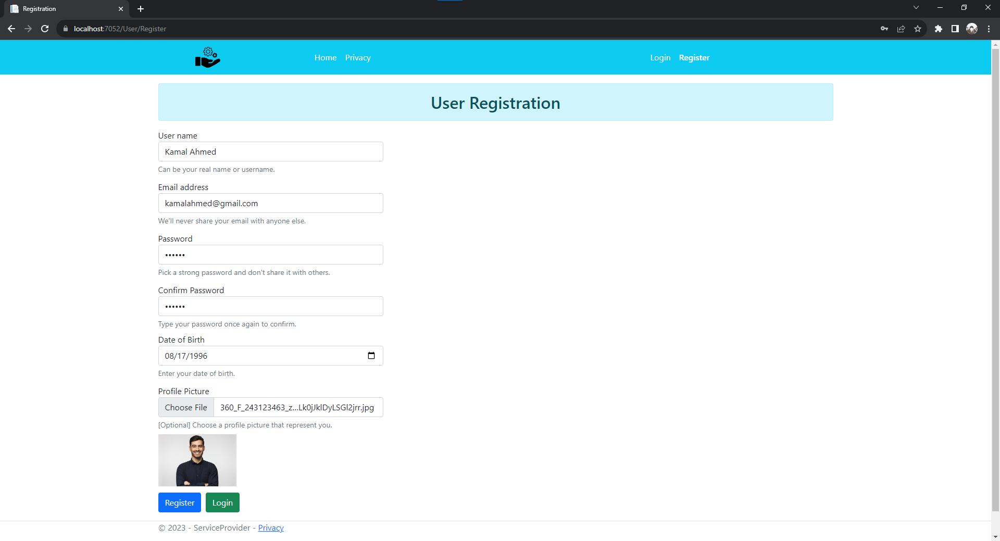 Registration
localhost:7052/User/Register
Home Privacy Login Register
User Registration
User name
Kamal Ahmed
Can be your real name or username.
Email address
kamalahmed@gmail.com
We'll never share your email with anyone else.
Password
••••••
Pick a strong password and don't share it with others.
Confirm Password
••••••
Type your password once again to confirm.
Date of Birth
08/17/1996
Enter your date of birth.
Profile Picture
Choose File 360_F_243123463_z...Lk0jJklDyLSGl2jrr.jpg
[Optional] Choose a profile picture that represent you.
Register Login
© 2023 - ServiceProvider - Privacy